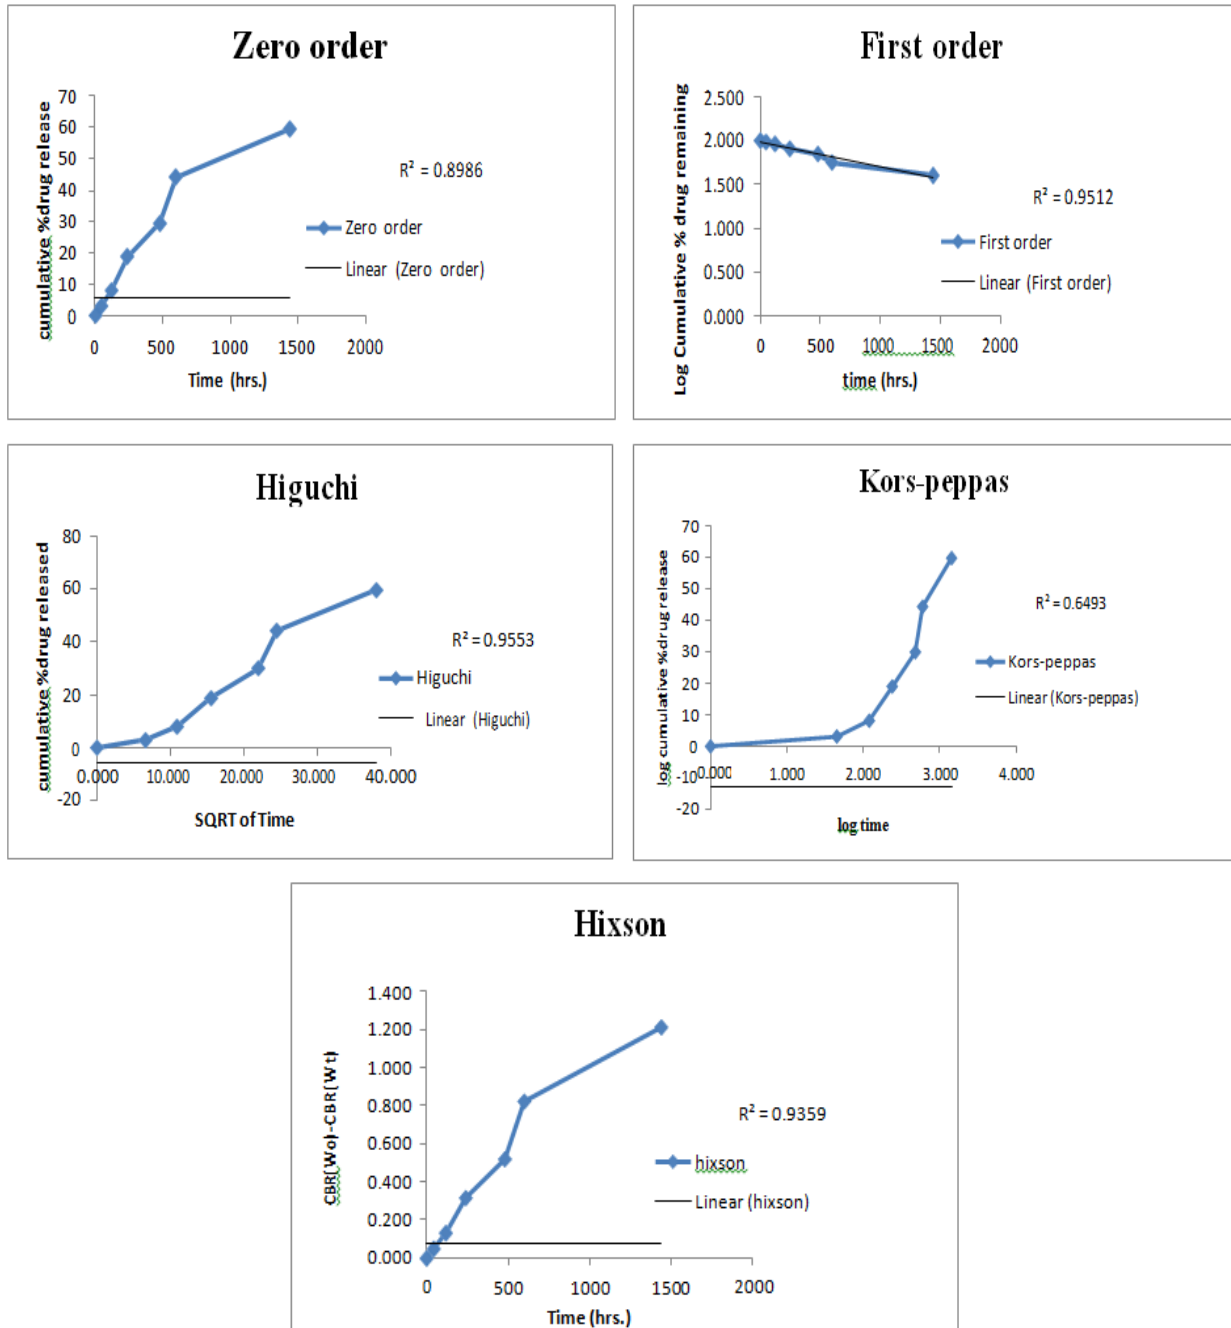 Zero order
cumulative %drug release
70
60
50
40
30
20
10
0
0 500 1000 1500 2000
Time (hrs.)
R² = 0.8986
Zero order
Linear (Zero order)
First order
Log Cumulative % drug remaining
2.500
2.000
1.500
1.000
0.500
0.000
0 500 1000 1500 2000
time (hrs.)
R² = 0.9512
First order
Linear (First order)
Higuchi
cumulative %drug released
80
60
40
20
0
-20
0.000 10.000 20.000 30.000 40.000
SQRT of Time
R² = 0.9553
Higuchi
Linear (Higuchi)
Kors-peppas
log cumulative %drug release
70
60
50
40
30
20
10
0
-10
-20
0.000 1.000 2.000 3.000 4.000
log time
R² = 0.6493
Kors-peppas
Linear (Kors-peppas)
Hixson
CBR(Wo)-CBR(Wt)
1.400
1.200
1.000
0.800
0.600
0.400
0.200
0.000
0 500 1000 1500 2000
Time (hrs.)
R² = 0.9359
hixson
Linear (hixson)